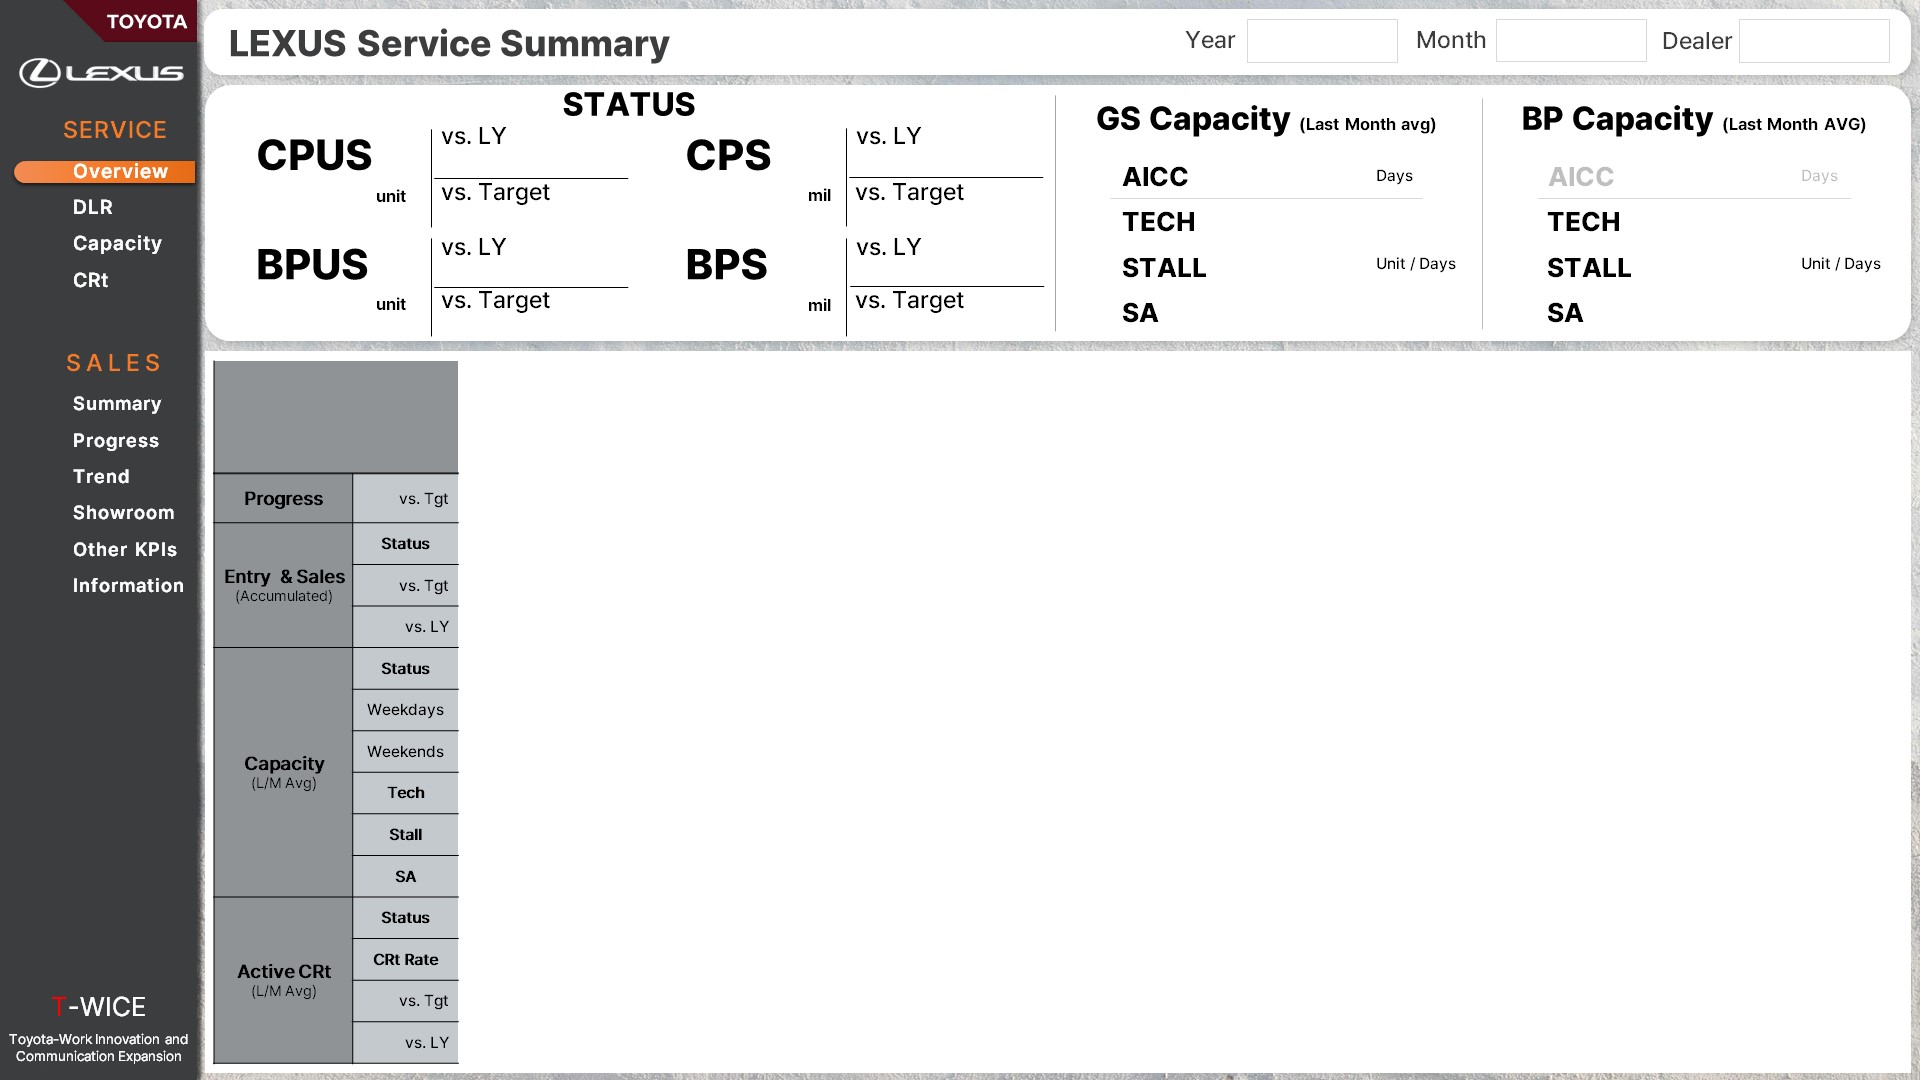 TOYOTA
LEXUS
SERVICE
Overview
DLR
Capacity
CRt
SALES
Summary
Progress
Trend
Showroom
Other KPIs
Information
T-WICE
Toyota-Work Innovation and
Communication Expansion
LEXUS Service Summary
Year
Month
Dealer
STATUS
CPUS
unit
vs. LY
vs. Target
CPS
mil
vs. LY
vs. Target
BPUS
unit
vs. LY
vs. Target
BPS
mil
vs. LY
vs. Target
GS Capacity (Last Month avg)
AICC Days
TECH
STALL Unit / Days
SA
BP Capacity (Last Month AVG)
AICC Days
TECH
STALL Unit / Days
SA
Progress
vs. Tgt
Entry & Sales
(Accumulated)
Status
vs. Tgt
vs. LY
Capacity
(L/M Avg)
Status
Weekdays
Weekends
Tech
Stall
SA
Active CRt
(L/M Avg)
Status
CRt Rate
vs. Tgt
vs. LY